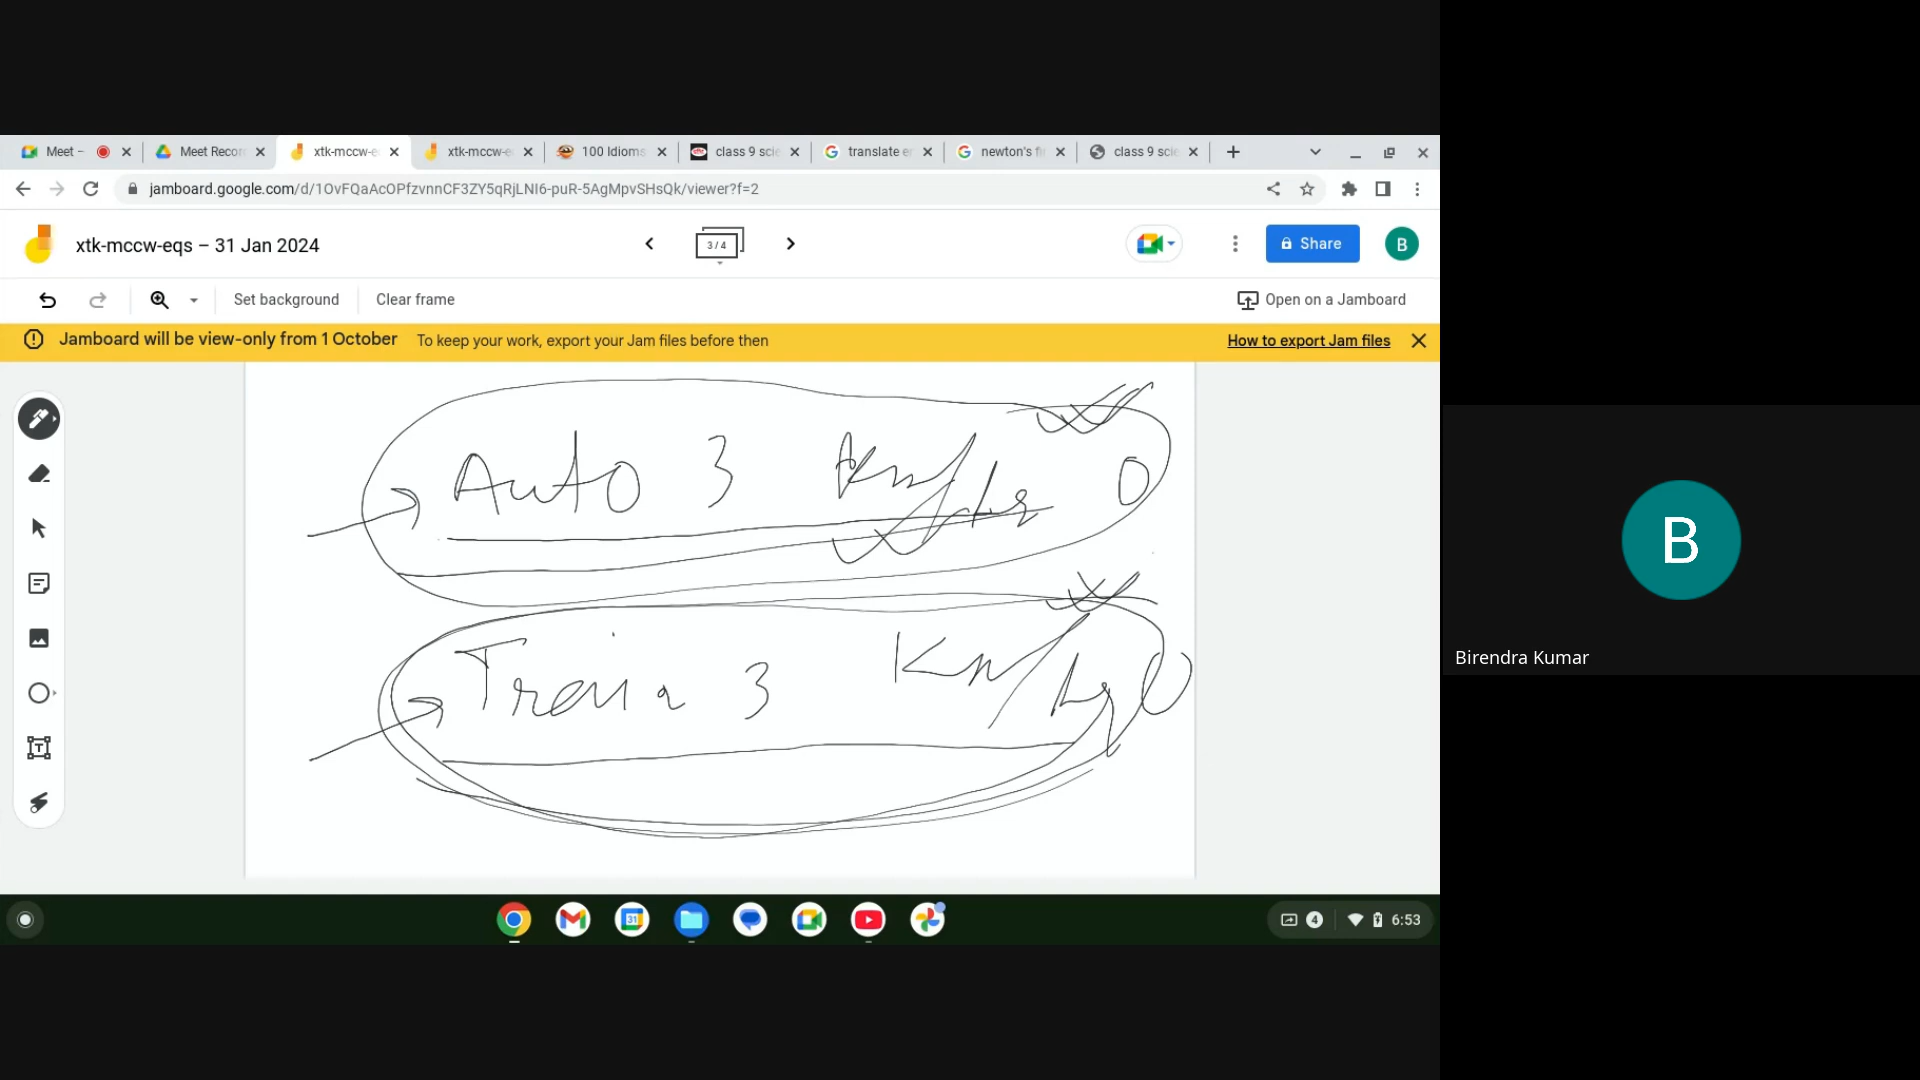 Meet –
Meet Recor
xtk-mccw-e
xtk-mccw-e
100 Idioms
class 9 scie
translate e
newton's fi
class 9 scie
jamboard.google.com/d/1OvFQaAcOPfzvnnCF3ZY5qRjLNI6-puR-5AgMpvSHsQk/viewer?f=2
xtk-mccw-eqs – 31 Jan 2024
3 / 4
Share
B
Set background
Clear frame
Open on a Jamboard
Jamboard will be view-only from 1 October To keep your work, export your Jam files before then How to export Jam files
Auto 3 Km/hr 0
Train 3 Km/hr 0
B
Birendra Kumar
31
4 6:53